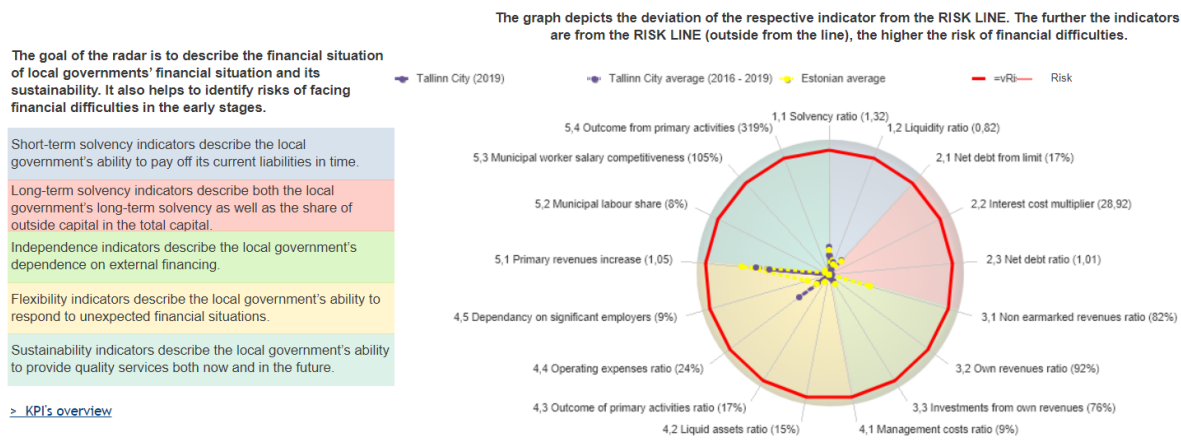 The goal of the radar is to describe the financial situation
of local governments' financial situation and its
sustainability. It also helps to identify risks of facing
financial difficulties in the early stages.
Short-term solvency indicators describe the local
government's ability to pay off its current liabilities in time.
Long-term solvency indicators describe both the local
government's long-term solvency as well as the share of
outside capital in the total capital.
Independence indicators describe the local government's
dependence on external financing.
Flexibility indicators describe the local government's ability to
respond to unexpected financial situations.
Sustainability indicators describe the local government's ability
to provide quality services both now and in the future.
> KPI's overview
The graph depicts the deviation of the respective indicator from the RISK LINE. The further the indicators
are from the RISK LINE (outside from the line), the higher the risk of financial difficulties.
Tallinn City (2019)
Tallinn City average (2016 - 2019)
Estonian average
=vRi
Risk
1,1 Solvency ratio (1,32)
1,2 Liquidity ratio (0,82)
2,1 Net debt from limit (17%)
2,2 Interest cost multiplier (28,92)
2,3 Net debt ratio (1,01)
3,1 Non earmarked revenues ratio (82%)
3,2 Own revenues ratio (92%)
3,3 Investments from own revenues (76%)
4,1 Management costs ratio (9%)
4,2 Liquid assets ratio (15%)
4,3 Outcome of primary activities ratio (17%)
4,4 Operating expenses ratio (24%)
4,5 Dependancy on significant employers (9%)
5,1 Primary revenues increase (1,05)
5,2 Municipal labour share (8%)
5,3 Municipal worker salary competitiveness (105%)
5,4 Outcome from primary activities (319%)